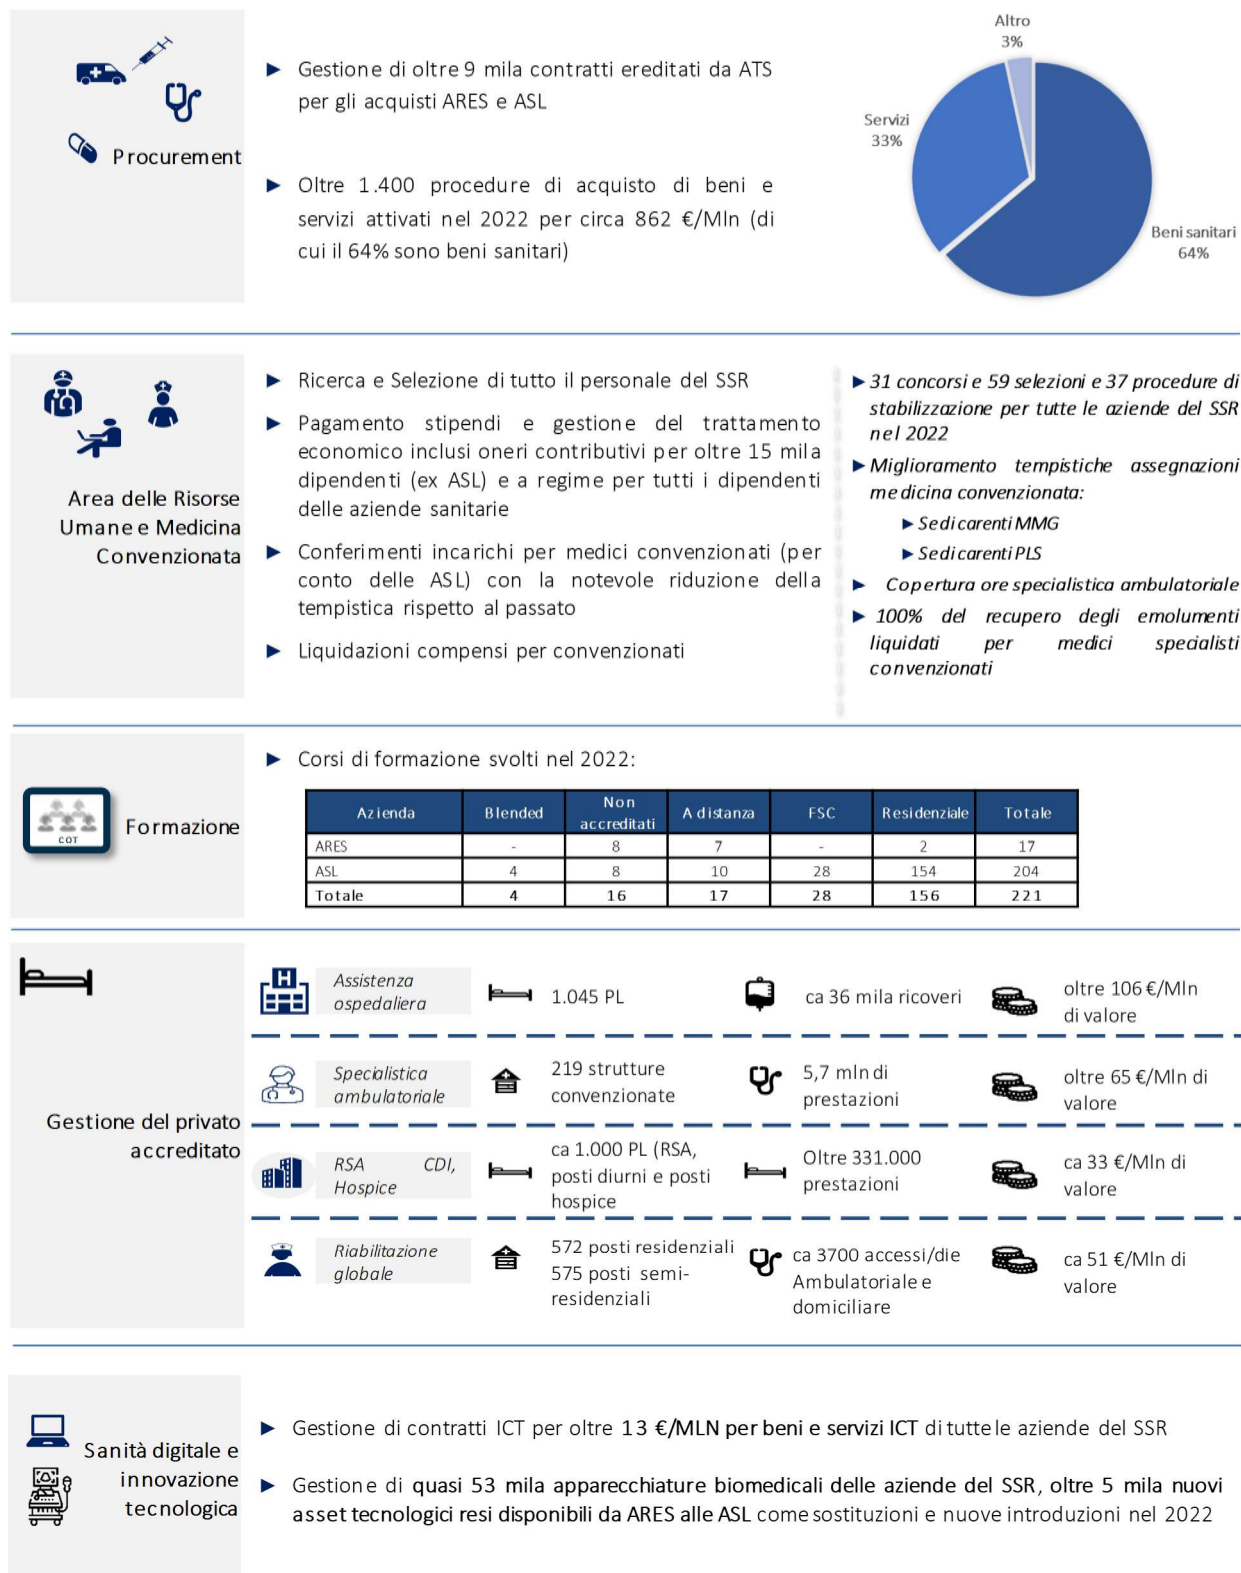 Procurement
► Gestione di oltre 9 mila contratti ereditati da ATS
per gli acquisti ARES e ASL
► Oltre 1.400 procedure di acquisto di beni e
servizi attivati nel 2022 per circa 862 €/Mln (di
cui il 64% sono beni sanitari)
Altro
3%
Servizi
33%
Beni sanitari
64%
Area delle Risorse
Umane e Medicina
Convenzionata
► Ricerca e Selezione di tutto il personale del SSR
► Pagamento stipendi e gestione del trattamento
economico inclusi oneri contributivi per oltre 15 mila
dipendenti (ex ASL) e a regime per tutti i dipendenti
delle aziende sanitarie
► Conferimenti incarichi per medici convenzionati (per
conto delle ASL) con la notevole riduzione della
tempistica rispetto al passato
► Liquidazioni compensi per convenzionati
► 31 concorsi e 59 selezioni e 37 procedure di
stabilizzazione per tutte le aziende del SSR
nel 2022
► Miglioramento tempistiche assegnazioni
medicina convenzionata:
► Sedi carenti MMG
► Sedi carenti PLS
► Copertura ore specialistica ambulatoriale
► 100% del recupero degli emolumenti
liquidati per medici specialisti
convenzionati
COT
Formazione
► Corsi di formazione svolti nel 2022:
Azienda Blended Non accreditati A distanza FSC Residenziale Totale
ARES - 8 7 - 2 17
ASL 4 8 10 28 154 204
Totale 4 16 17 28 156 221
Gestione del privato
accreditato
H
Assistenza
ospedaliera
1.045 PL
ca 36 mila ricoveri
oltre 106 €/Mln
di valore
Specialistica
ambulatoriale
219 strutture
convenzionate
5,7 mln di
prestazioni
oltre 65 €/Mln di
valore
RSA CDI,
Hospice
ca 1.000 PL (RSA,
posti diurni e posti
hospice
Oltre 331.000
prestazioni
ca 33 €/Mln di
valore
Riabilitazione
globale
572 posti residenziali
575 posti semi-
residenziali
ca 3700 accessi/die
Ambulatoriale e
domiciliare
ca 51 €/Mln di
valore
Sanità digitale e
innovazione
tecnologica
► Gestione di contratti ICT per oltre 13 €/MLN per beni e servizi ICT di tutte le aziende del SSR
► Gestione di quasi 53 mila apparecchiature biomedicali delle aziende del SSR, oltre 5 mila nuovi
asset tecnologici resi disponibili da ARES alle ASL come sostituzioni e nuove introduzioni nel 2022